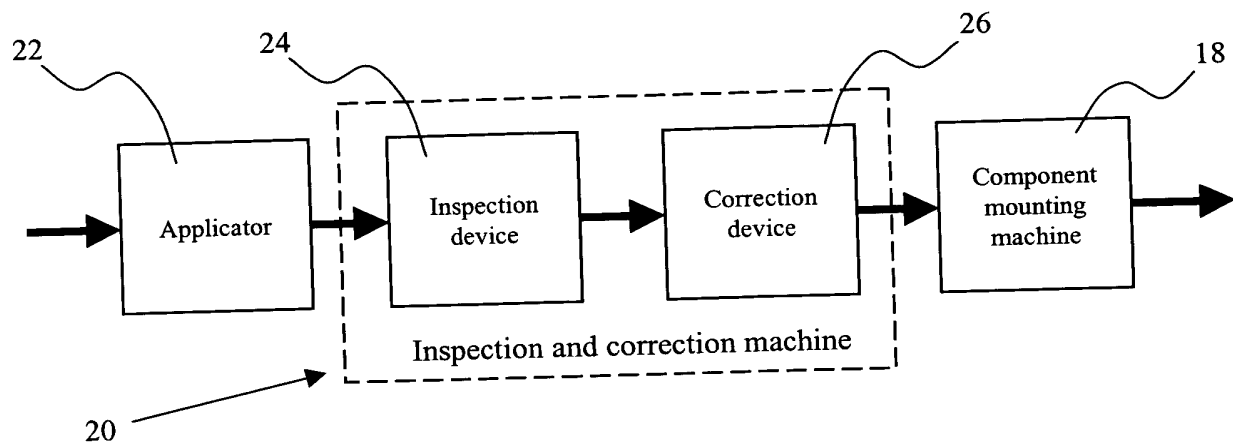 22
24
26
18
Applicator
Inspection
device
Correction
device
Component
mounting
machine
Inspection and correction machine
20